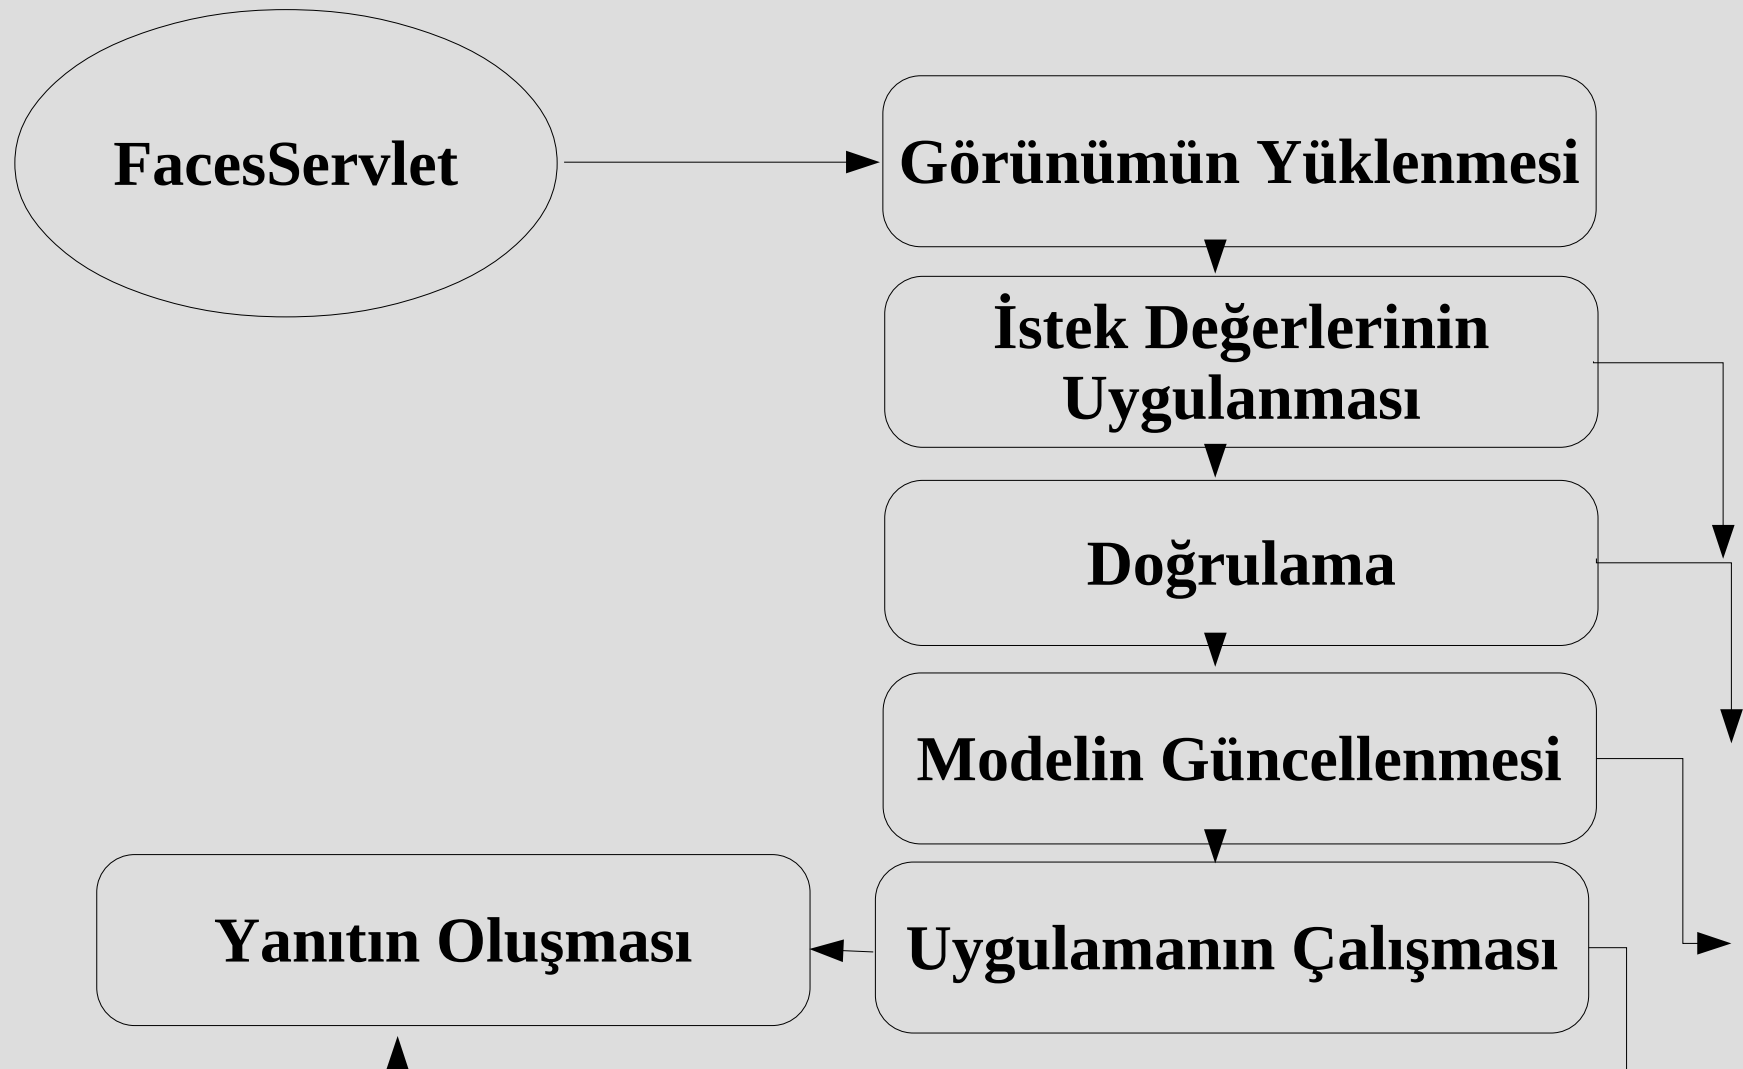 FacesServlet
Görünümün Yüklenmesi
İstek Değerlerinin
Uygulanması
Doğrulama
Modelin Güncellenmesi
Yanıtın Oluşması
Uygulamanın Çalışması